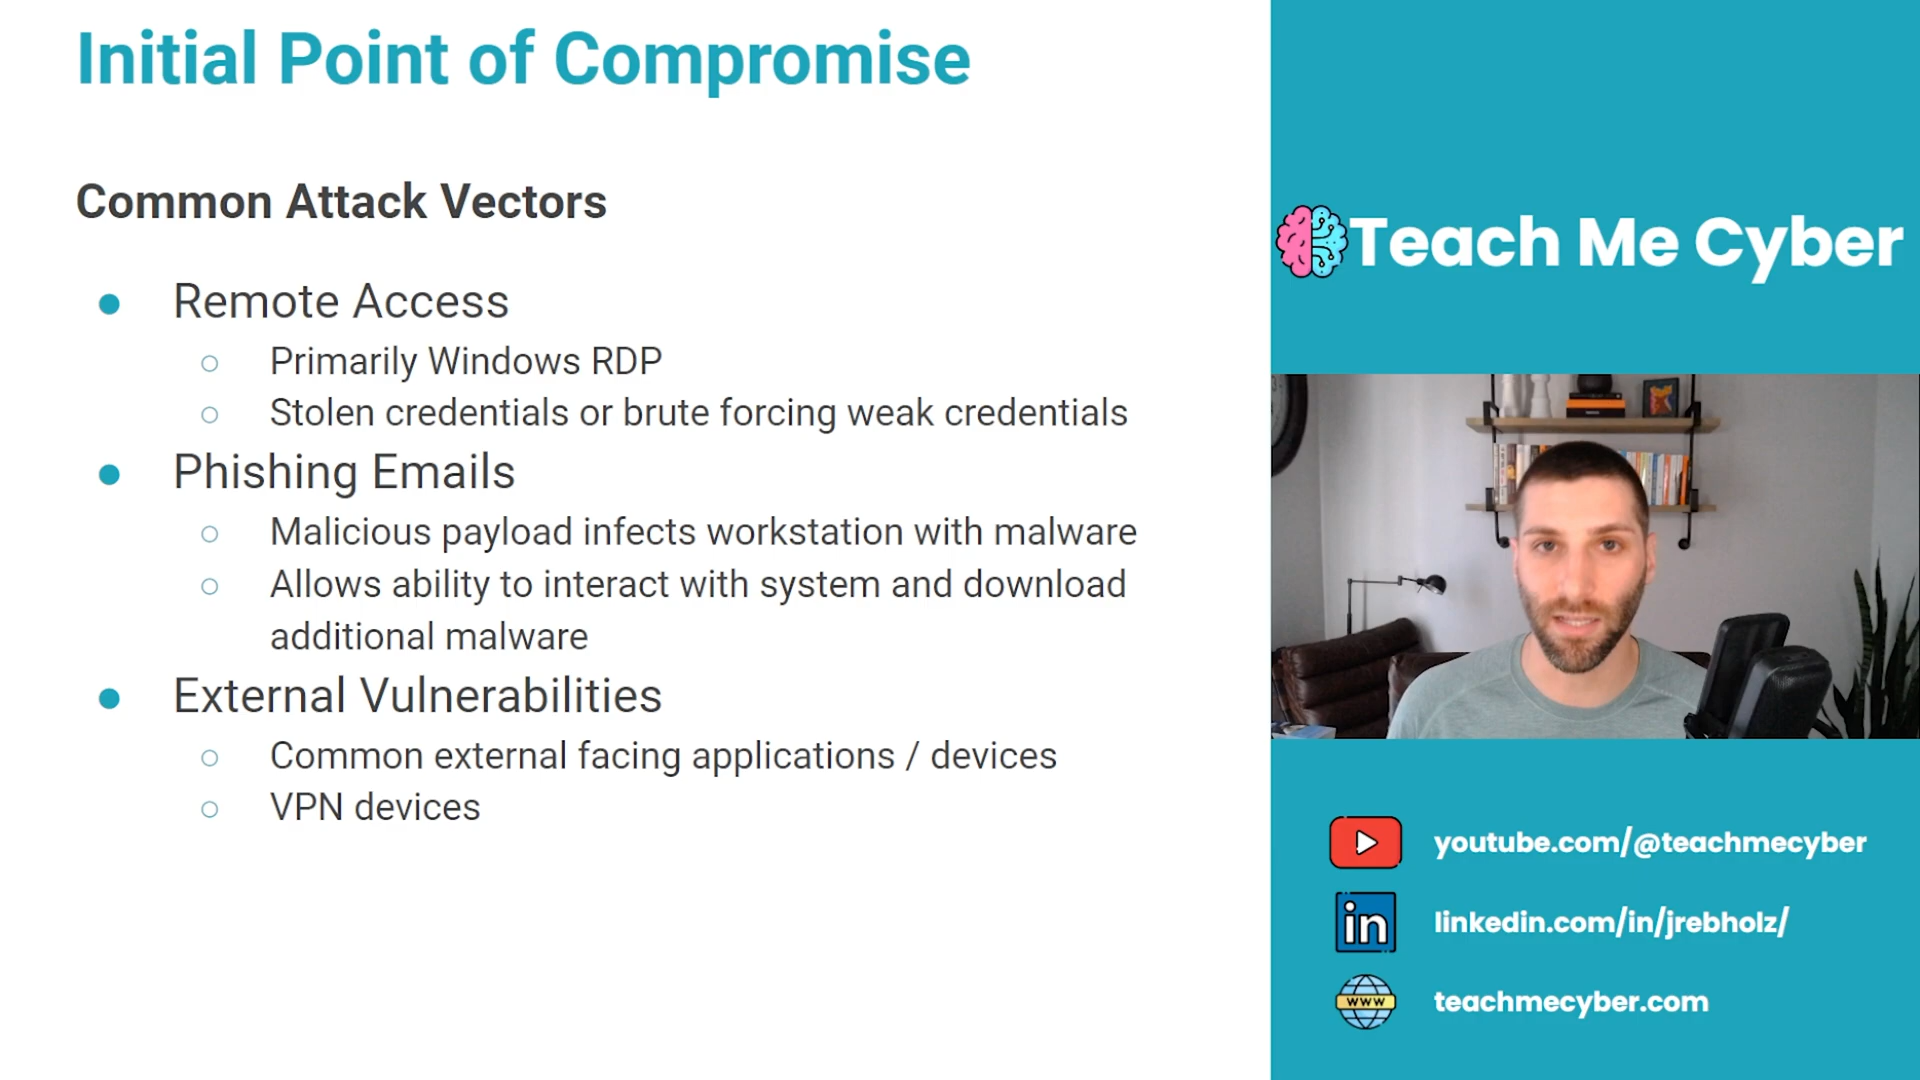 Initial Point of Compromise
Common Attack Vectors
● Remote Access
○ Primarily Windows RDP
○ Stolen credentials or brute forcing weak credentials
● Phishing Emails
○ Malicious payload infects workstation with malware
○ Allows ability to interact with system and download
additional malware
● External Vulnerabilities
○ Common external facing applications / devices
○ VPN devices
Teach Me Cyber
youtube.com/@teachmecyber
in linkedin.com/in/jrebholz/
www teachmecyber.com